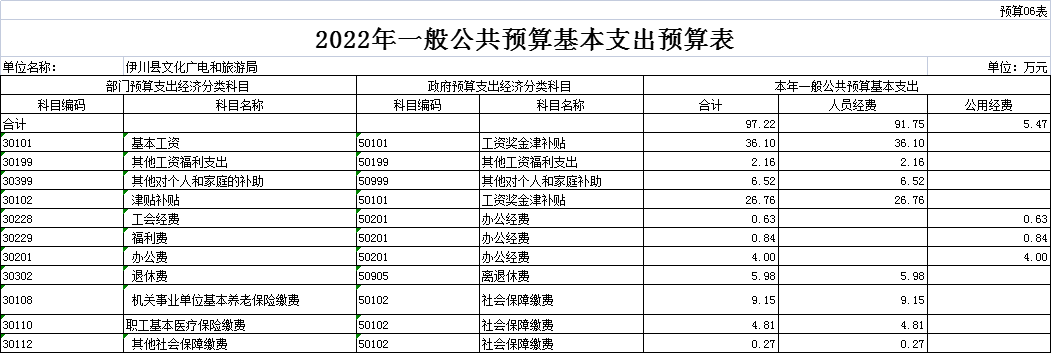 预算06表
2022年一般公共预算基本支出预算表
单位名称： 伊川县文化广电和旅游局 单位：万元
部门预算支出经济分类科目 政府预算支出经济分类科目 本年一般公共预算基本支出
科目编码 科目名称 科目编码 科目名称 合计 人员经费 公用经费
合计 97.22 91.75 5.47
30101 基本工资 50101 工资奖金津补贴 36.10 36.10
30199 其他工资福利支出 50199 其他工资福利支出 2.16 2.16
30399 其他对个人和家庭的补助 50999 其他对个人和家庭补助 6.52 6.52
30102 津贴补贴 50101 工资奖金津补贴 26.76 26.76
30228 工会经费 50201 办公经费 0.63 0.63
30229 福利费 50201 办公经费 0.84 0.84
30201 办公费 50201 办公经费 4.00 4.00
30302 退休费 50905 离退休费 5.98 5.98
30108 机关事业单位基本养老保险缴费 50102 社会保障缴费 9.15 9.15
30110 职工基本医疗保险缴费 50102 社会保障缴费 4.81 4.81
30112 其他社会保障缴费 50102 社会保障缴费 0.27 0.27